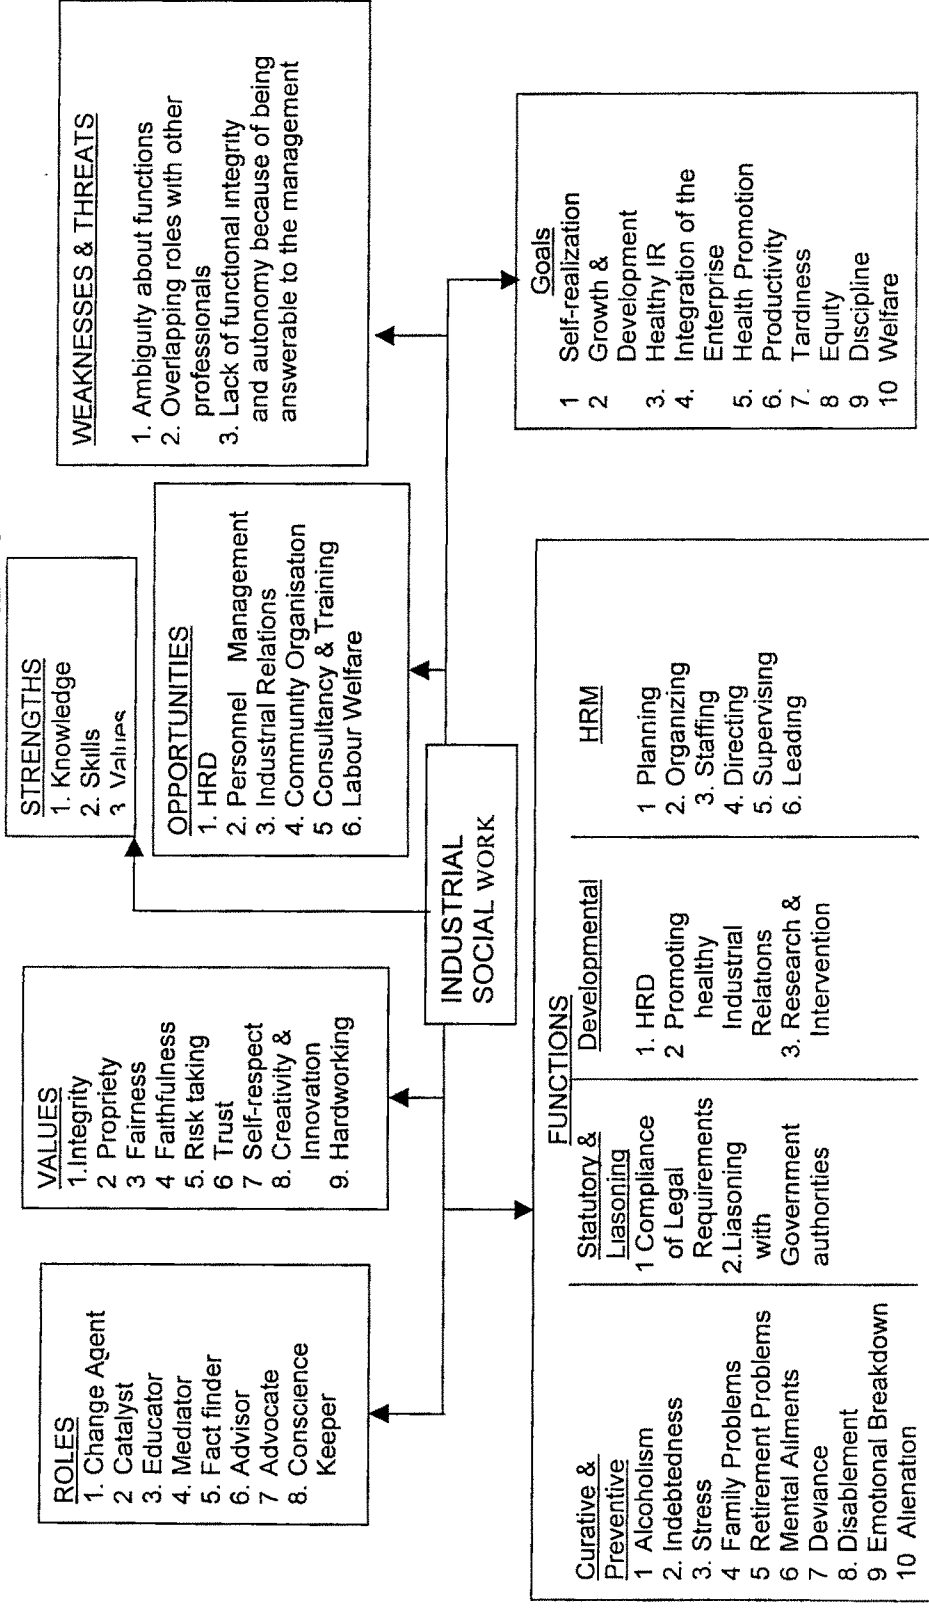 ROLES
1. Change Agent
2 Catalyst
3. Educator
4. Mediator
5. Fact finder
6. Advisor
7 Advocate
8. Conscience
Keeper
VALUES
1.Integrity
2 Propriety
3 Fairness
4 Faithfulness
5. Risk taking
6 Trust
7 Self-respect
8. Creativity &
Innovation
9. Hardworking
STRENGTHS
1. Knowledge
2. Skills
3 Values
OPPORTUNITIES
1. HRD
2. Personnel Management
3. Industrial Relations
4. Community Organisation
5 Consultancy & Training
6. Labour Welfare
WEAKNESSES & THREATS
1. Ambiguity about functions
2. Overlapping roles with other
professionals
3. Lack of functional integrity
and autonomy because of being
answerable to the management
INDUSTRIAL
SOCIAL WORK
FUNCTIONS
Curative &
Preventive
1 Alcoholism
2. Indebtedness
3. Stress
4 Family Problems
5 Retirement Problems
6 Mental Ailments
7 Deviance
8. Disablement
9 Emotional Breakdown
10 Alienation
Statutory &
Liasoning
1 Compliance
of Legal
Requirements
2.Liasoning
with
Government
authorities
Developmental
1. HRD
2 Promoting
healthy
Industrial
Relations
3. Research &
Intervention
HRM
1 Planning
2. Organizing
3. Staffing
4. Directing
5. Supervising
6. Leading
Goals
1 Self-realization
2 Growth &
Development
3. Healthy IR
4. Integration of the
Enterprise
5. Health Promotion
6. Productivity
7. Tardiness
8 Equity
9 Discipline
10 Welfare